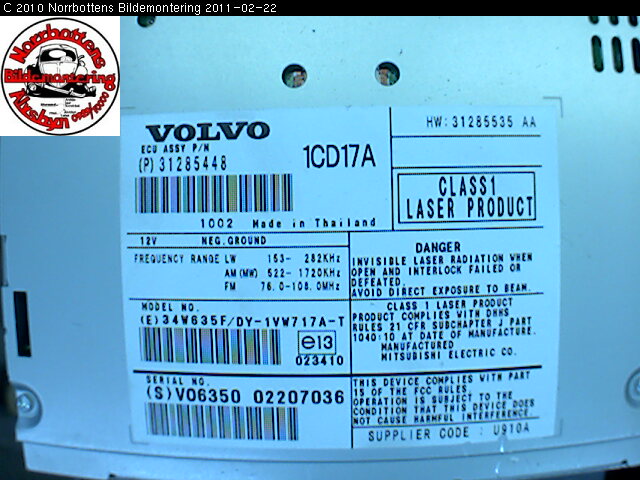 C 2010 Norrbottens Bildemontering 2011-02-22
Norrbottens
Bildemontering
VOLVO
ECU ASSY P/N
(P) 31285448
1CD17A
HW: 31285535 AA
CLASS1
LASER PRODUCT
1002 Made in Thailand
12V NEG.GROUND
FREQUENCY RANGE LW 153- 282KHz
AM(MW) 522-1720KHz
FM 76.0-108.0MHz
DANGER
INVISIBLE LASER RADIATION WHEN
OPEN AND INTERLOCK FAILED OR
DEFEATED.
AVOID DIRECT EXPOSURE TO BEAM.
MODEL NO.
(E)34W635F/DY-1VW717A-T
e13
023410
CLASS 1 LASER PRODUCT
PRODUCT COMPLIES WITH DHHS
RULES 21 CFR SUBCHAPTER J PART
1040:10 AT DATE OF MANUFACTURE.
MANUFACTURED
MITSUBISHI ELECTRIC CO.
SERIAL NO.
(S)VO6350 02207036
THIS DEVICE COMPLIES WITH PART
15 OF THE FCC RULES.
OPERATION IS SUBJECT TO THE
CONDITION THAT THIS DEVICE DOES
NOT CAUSE HARMFUL INTERFERENCE.
SUPPLIER CODE : U910A